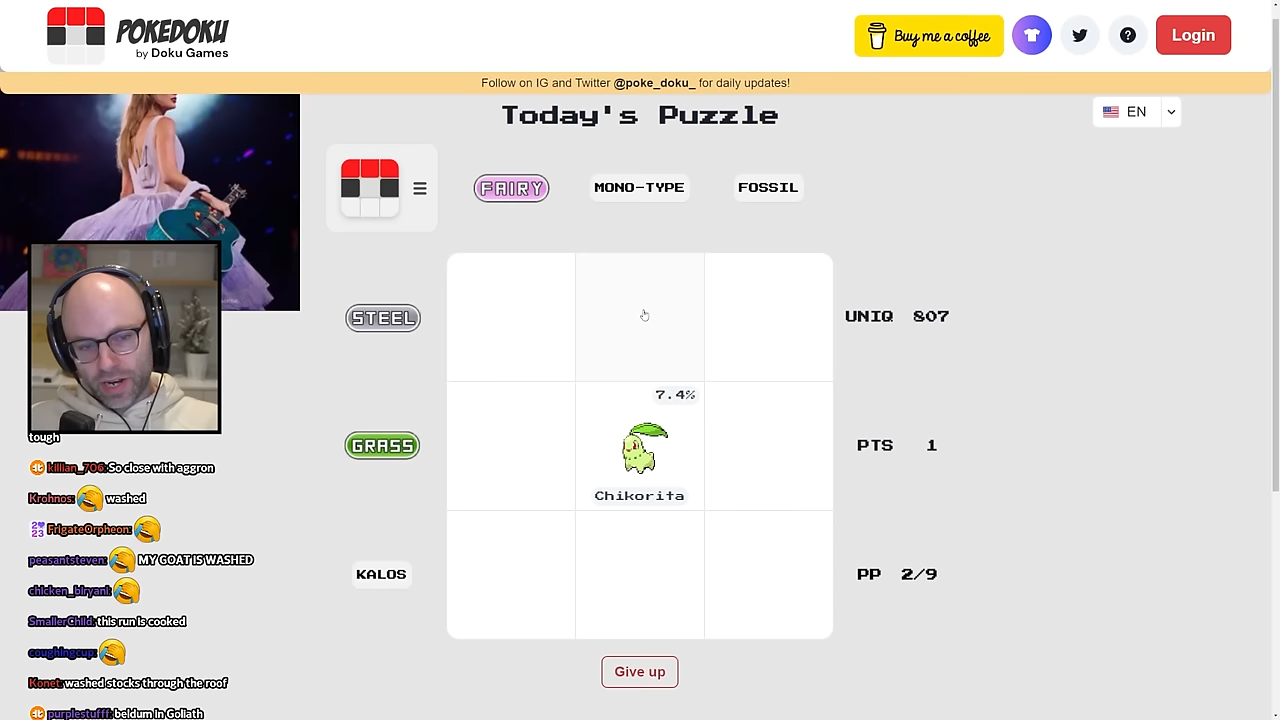 POKEDOKU
by Doku Games
Buy me a coffee
Login
Follow on IG and Twitter @poke_doku_ for daily updates!
Today's Puzzle
EN
FAIRY
MONO-TYPE
FOSSIL
STEEL
UNIQ 807
7.4%
GRASS
Chikorita
PTS 1
KALOS
PP 2/9
Give up
tough
killian_706: So close with aggron
Krohnos: washed
FrigateOrpheon:
peasantsteven: MY GOAT IS WASHED
chicken_biryani:
SmallerChild: this run is cooked
coughingcup:
Konet: washed stocks through the roof
purplestufff: beldum in Goliath